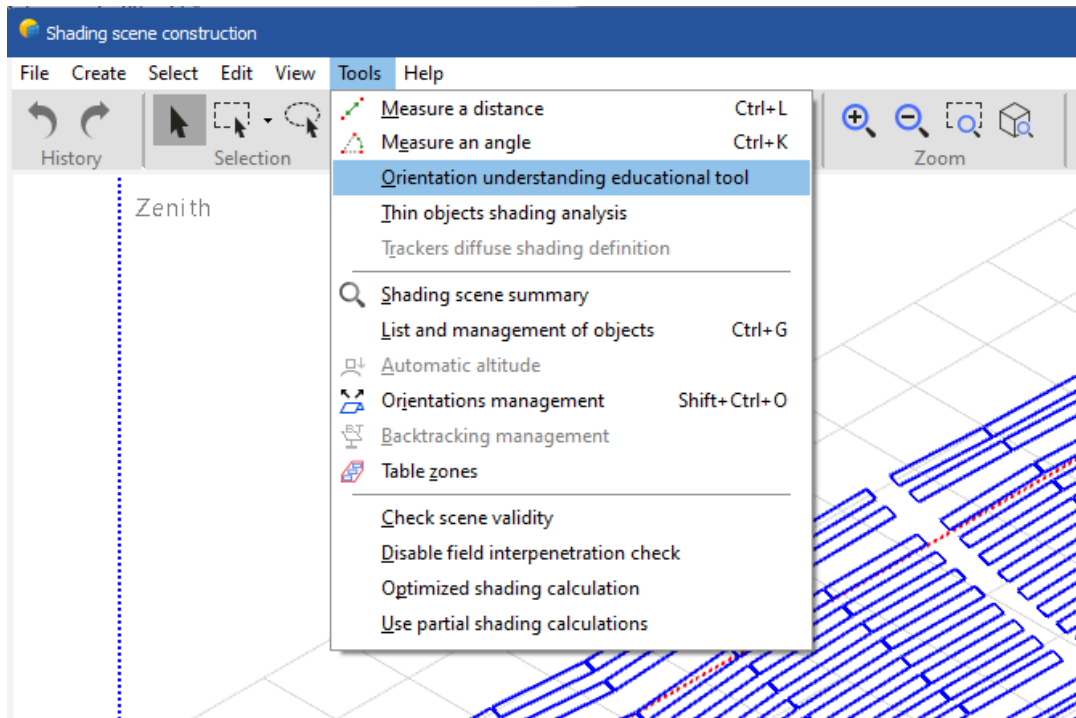 Shading scene construction
File Create Select Edit View Tools Help
Measure a distance Ctrl+L
Measure an angle Ctrl+K
History Selection Zoom
Orientation understanding educational tool
Zenith
Thin objects shading analysis
Trackers diffuse shading definition
Shading scene summary
List and management of objects Ctrl+G
Automatic altitude
Orientations management Shift+Ctrl+O
BT Backtracking management
Table zones
Check scene validity
Disable field interpenetration check
Optimized shading calculation
Use partial shading calculations